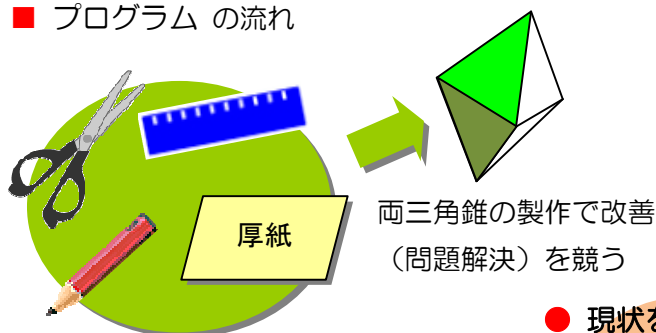 ■ プログラム の流れ
厚紙
両三角錐の製作で改善
（問題解決）を競う
● 現状を